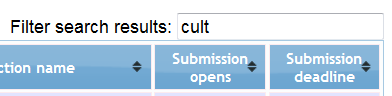 Filter search results: cult
ction name
Submission opens
Submission deadline